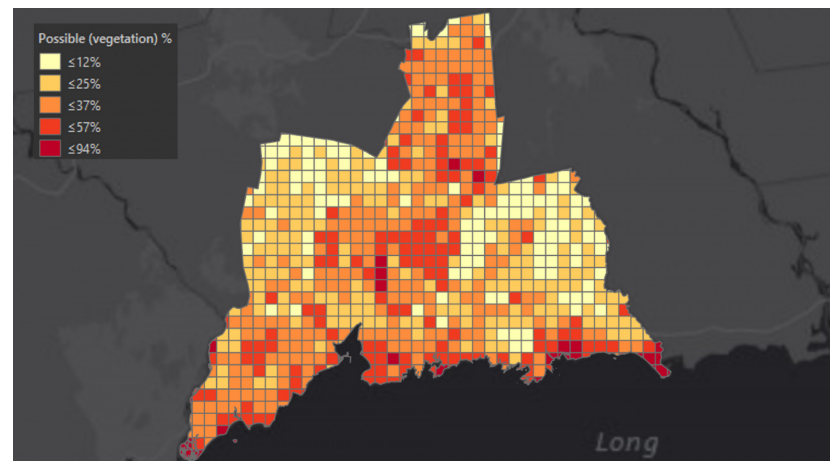 Possible (vegetation) %
≤12%
≤25%
≤37%
≤57%
≤94%
Long